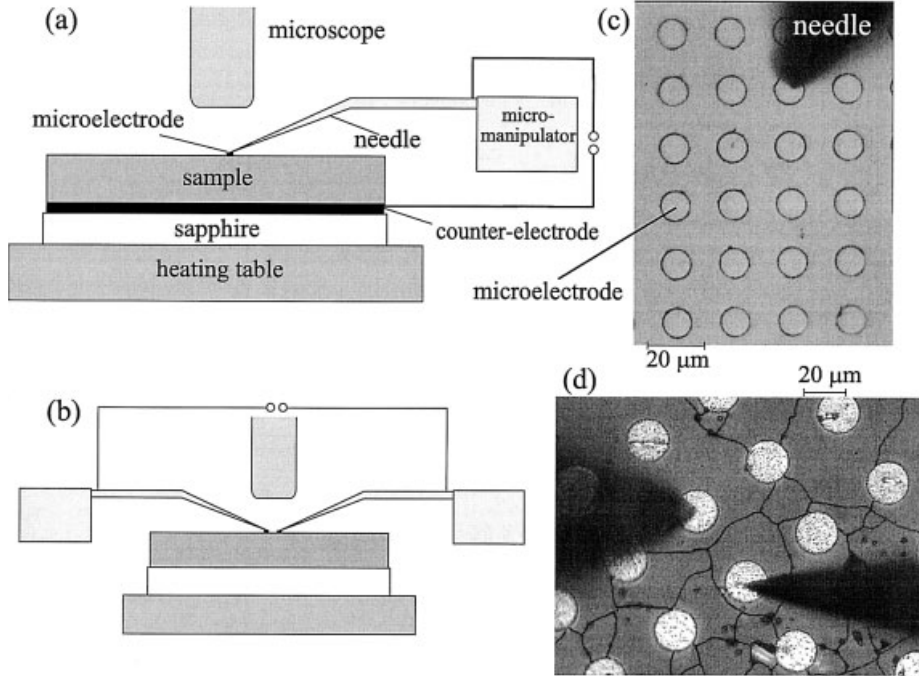 (a)
microscope
microelectrode
needle
micro-
manipulator
sample
sapphire
counter-electrode
heating table
(b)
(c)
needle
microelectrode
20 μm
(d)
20 μm